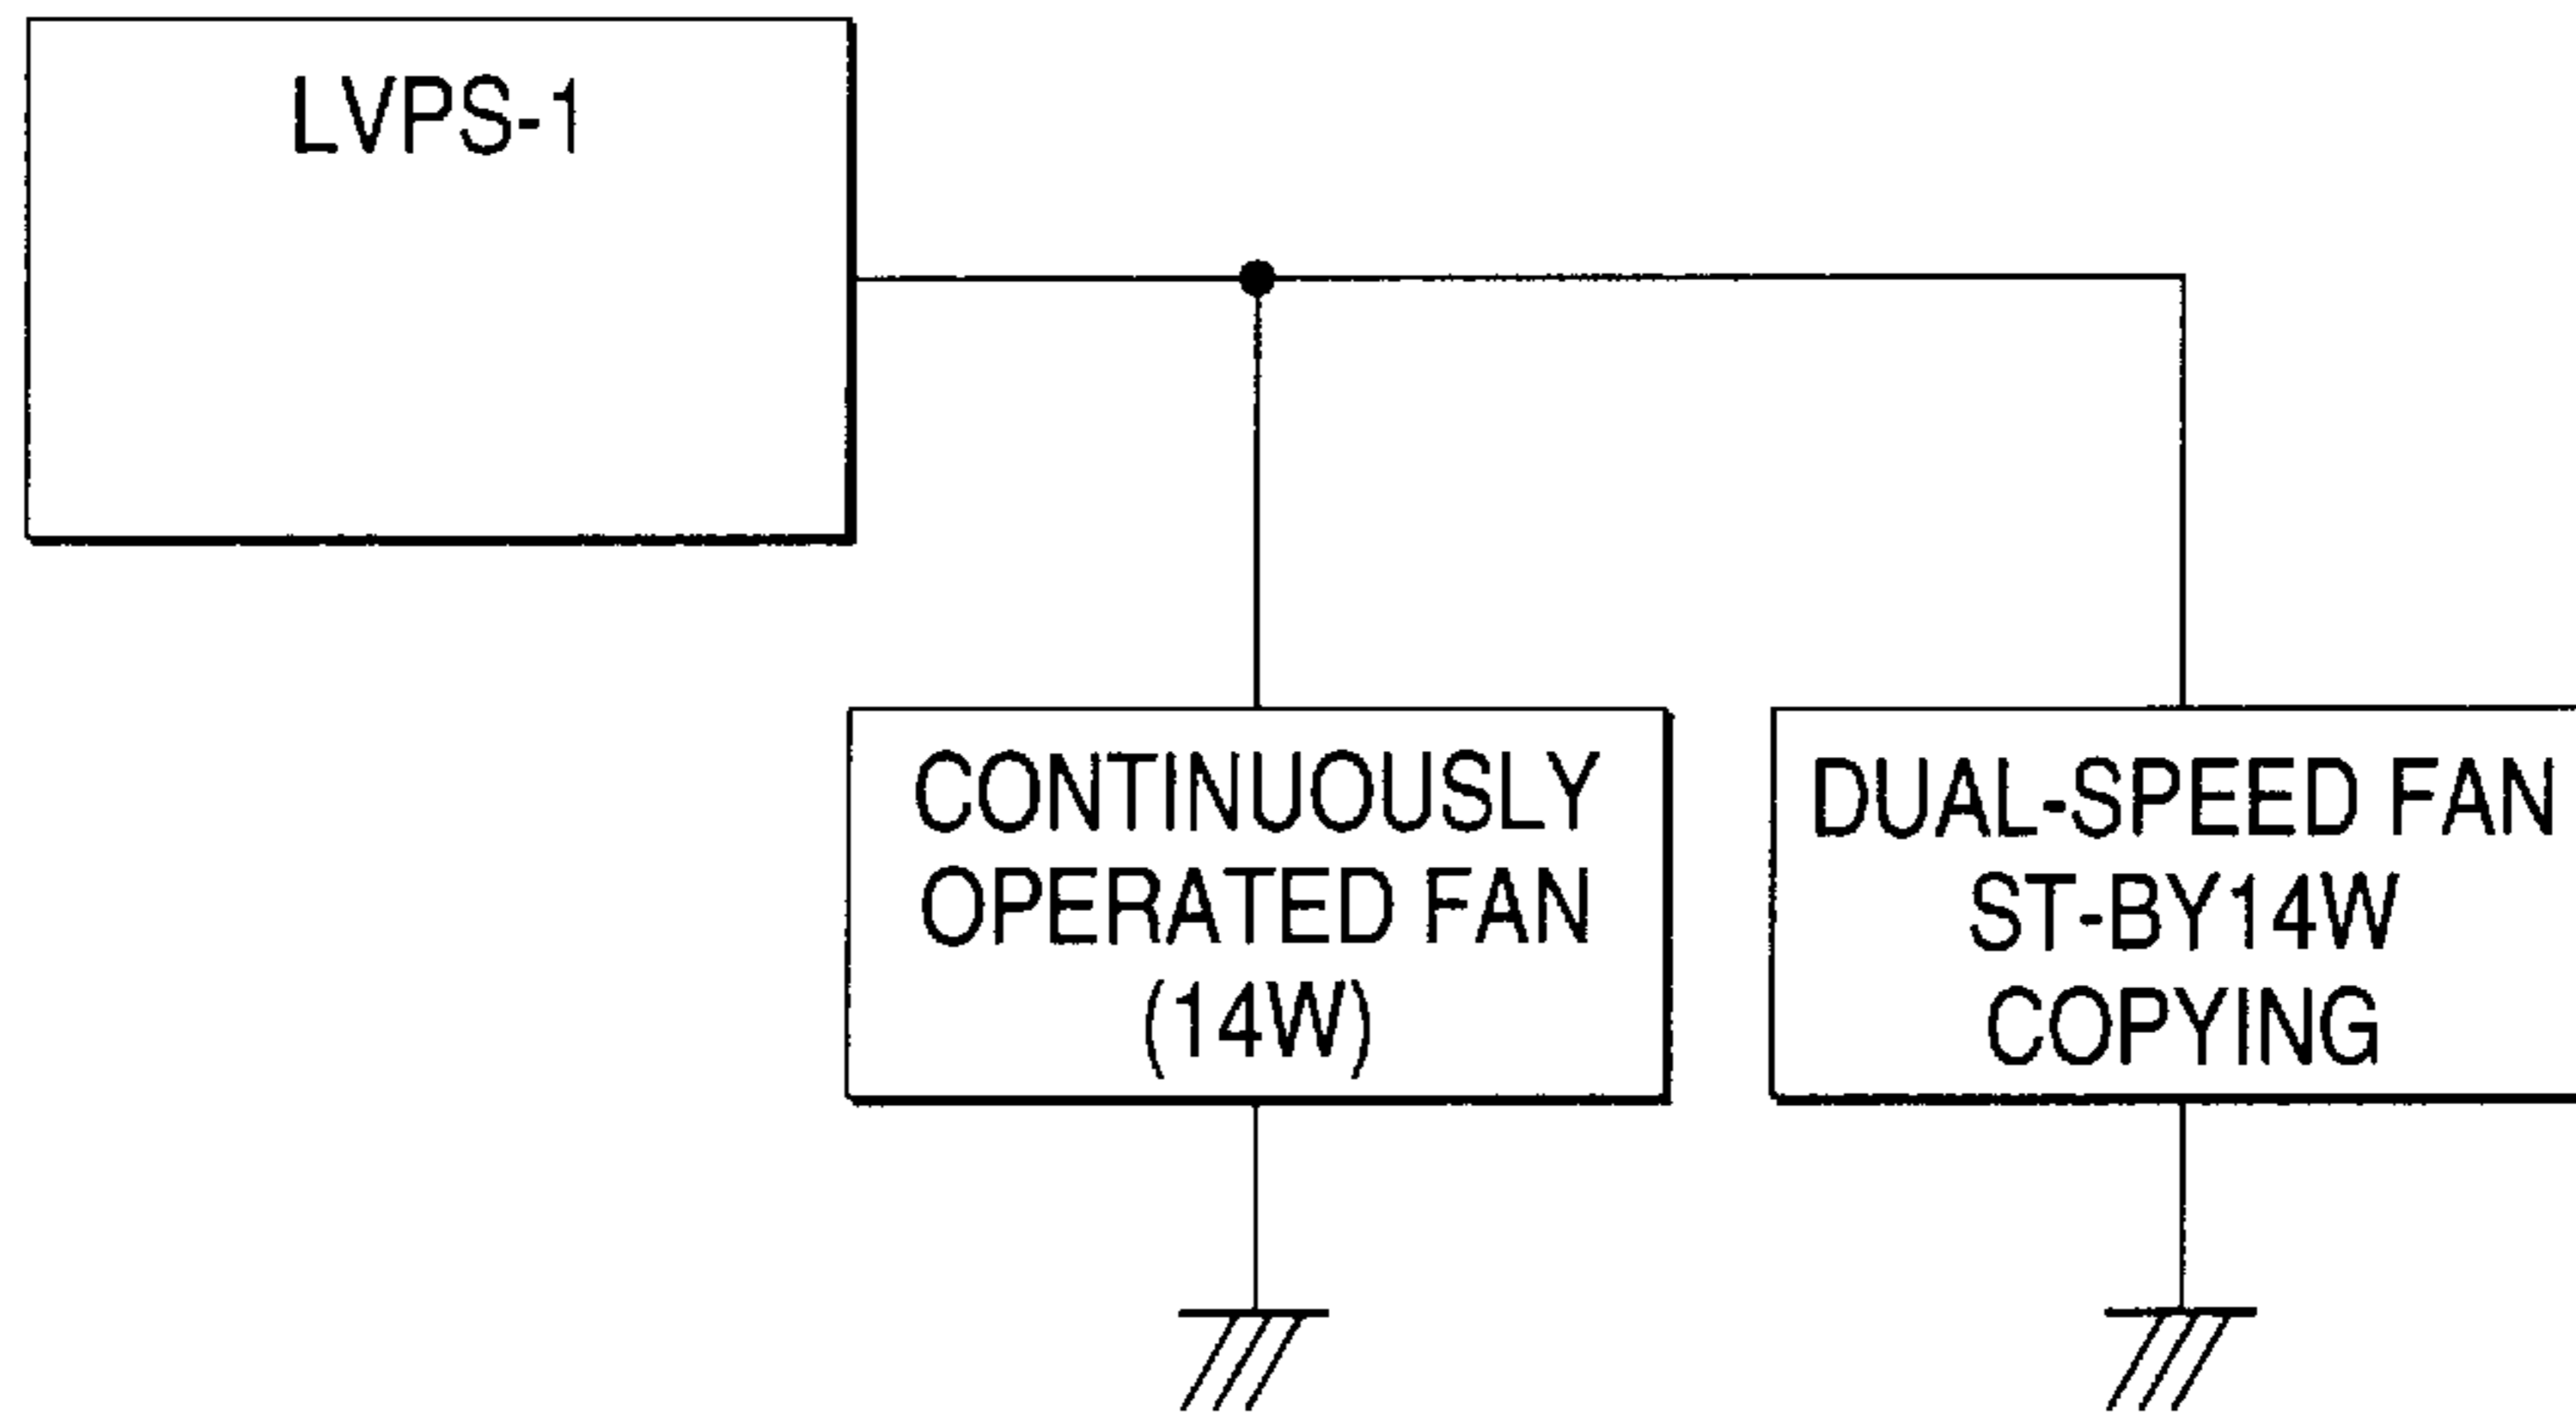 LVPS-1
CONTINUOUSLY
OPERATED FAN
(14W)
DUAL-SPEED FAN
ST-BY14W
COPYING